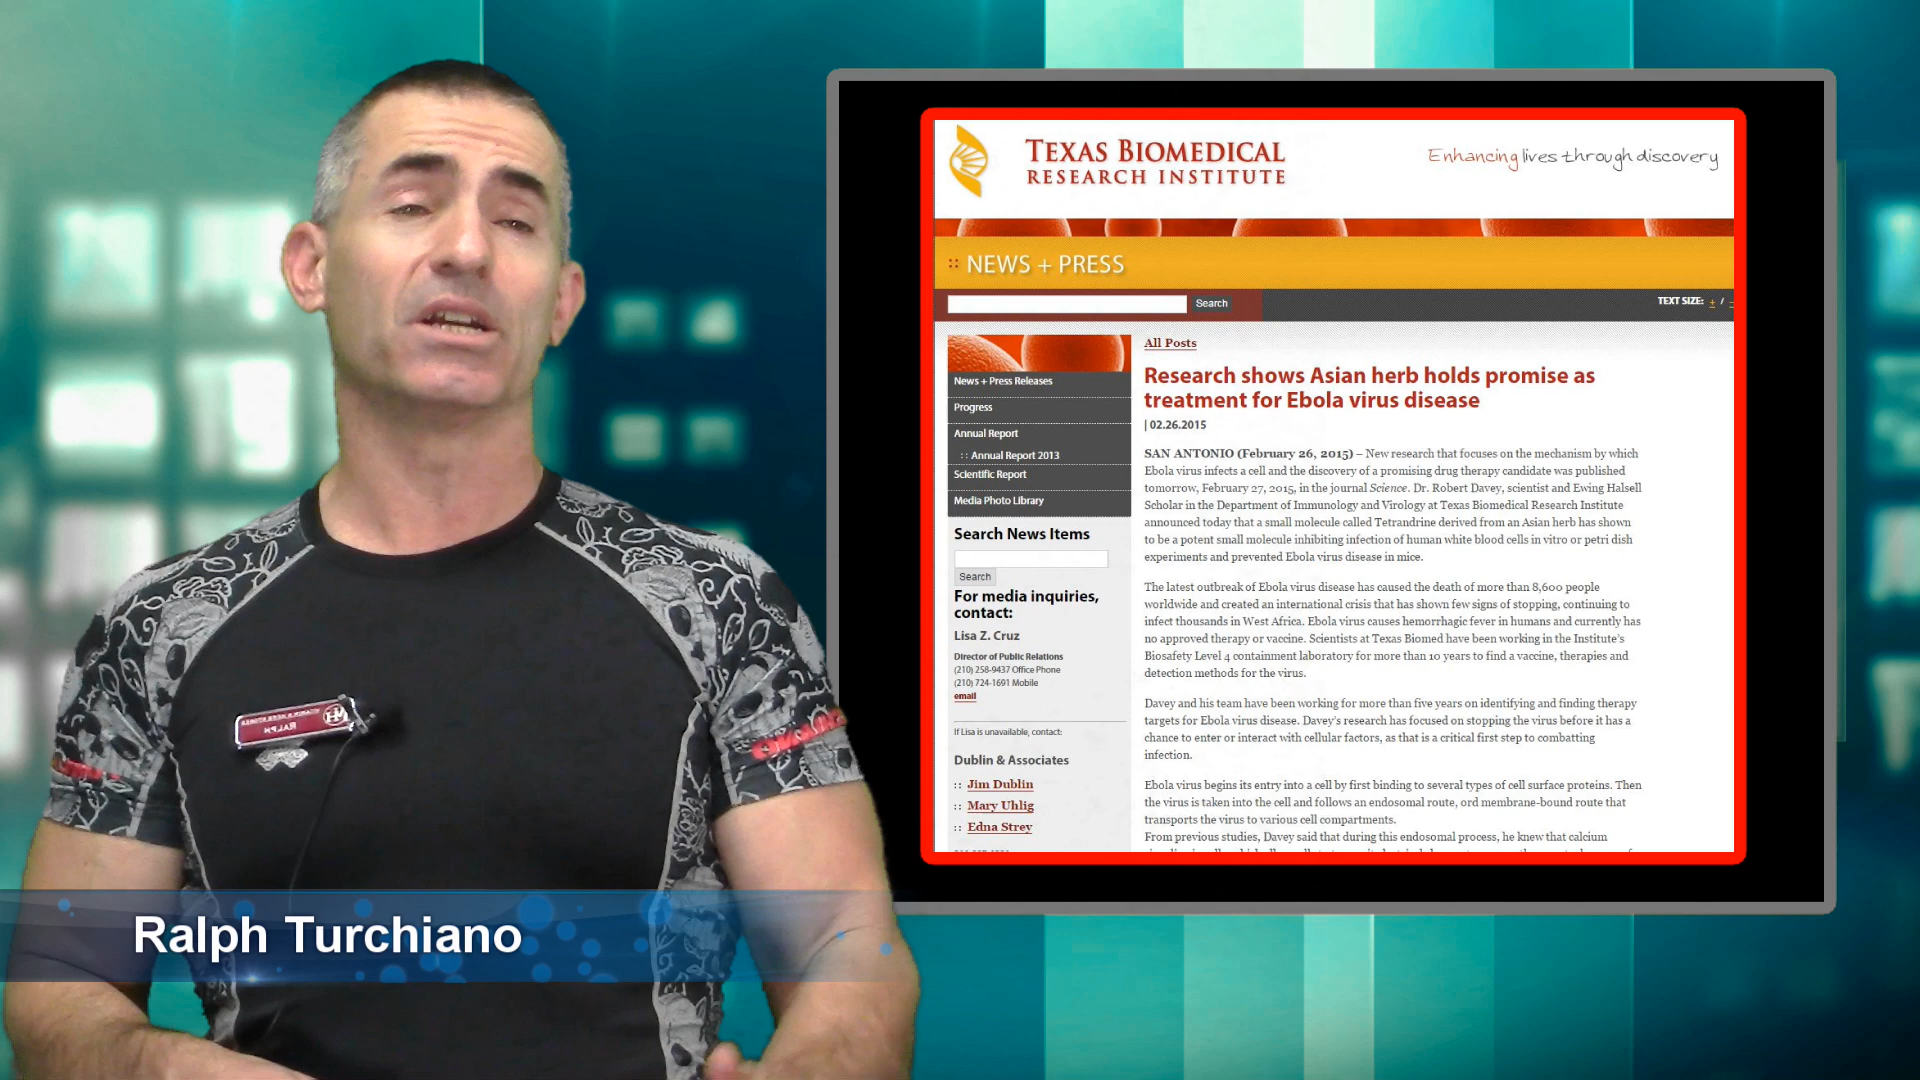 TEXAS BIOMEDICAL
RESEARCH INSTITUTE
Enhancing lives through discovery
:: NEWS + PRESS
Search
TEXT SIZE: + / -
News + Press Releases
Progress
Annual Report
:: Annual Report 2013
Scientific Report
Media Photo Library
Search News Items
Search
For media inquiries,
contact:
Lisa Z. Cruz
Director of Public Relations
(210) 258-9437 Office Phone
(210) 724-1691 Mobile
email
If Lisa is unavailable, contact:
Dublin & Associates
:: Jim Dublin
:: Mary Uhlig
:: Edna Strey
All Posts
Research shows Asian herb holds promise as
treatment for Ebola virus disease
| 02.26.2015
SAN ANTONIO (February 26, 2015) – New research that focuses on the mechanism by which
Ebola virus infects a cell and the discovery of a promising drug therapy candidate was published
tomorrow, February 27, 2015, in the journal Science. Dr. Robert Davey, scientist and Ewing Halsell
Scholar in the Department of Immunology and Virology at Texas Biomedical Research Institute
announced today that a small molecule called Tetrandrine derived from an Asian herb has shown
to be a potent small molecule inhibiting infection of human white blood cells in vitro or petri dish
experiments and prevented Ebola virus disease in mice.
The latest outbreak of Ebola virus disease has caused the death of more than 8,600 people
worldwide and created an international crisis that has shown few signs of stopping, continuing to
infect thousands in West Africa. Ebola virus causes hemorrhagic fever in humans and currently has
no approved therapy or vaccine. Scientists at Texas Biomed have been working in the Institute's
Biosafety Level 4 containment laboratory for more than 10 years to find a vaccine, therapies and
detection methods for the virus.
Davey and his team have been working for more than five years on identifying and finding therapy
targets for Ebola virus disease. Davey's research has focused on stopping the virus before it has a
chance to enter or interact with cellular factors, as that is a critical first step to combatting
infection.
Ebola virus begins its entry into a cell by first binding to several types of cell surface proteins. Then
the virus is taken into the cell and follows an endosomal route, ord membrane-bound route that
transports the virus to various cell compartments.
From previous studies, Davey said that during this endosomal process, he knew that calcium
RALPH
Ralph Turchiano